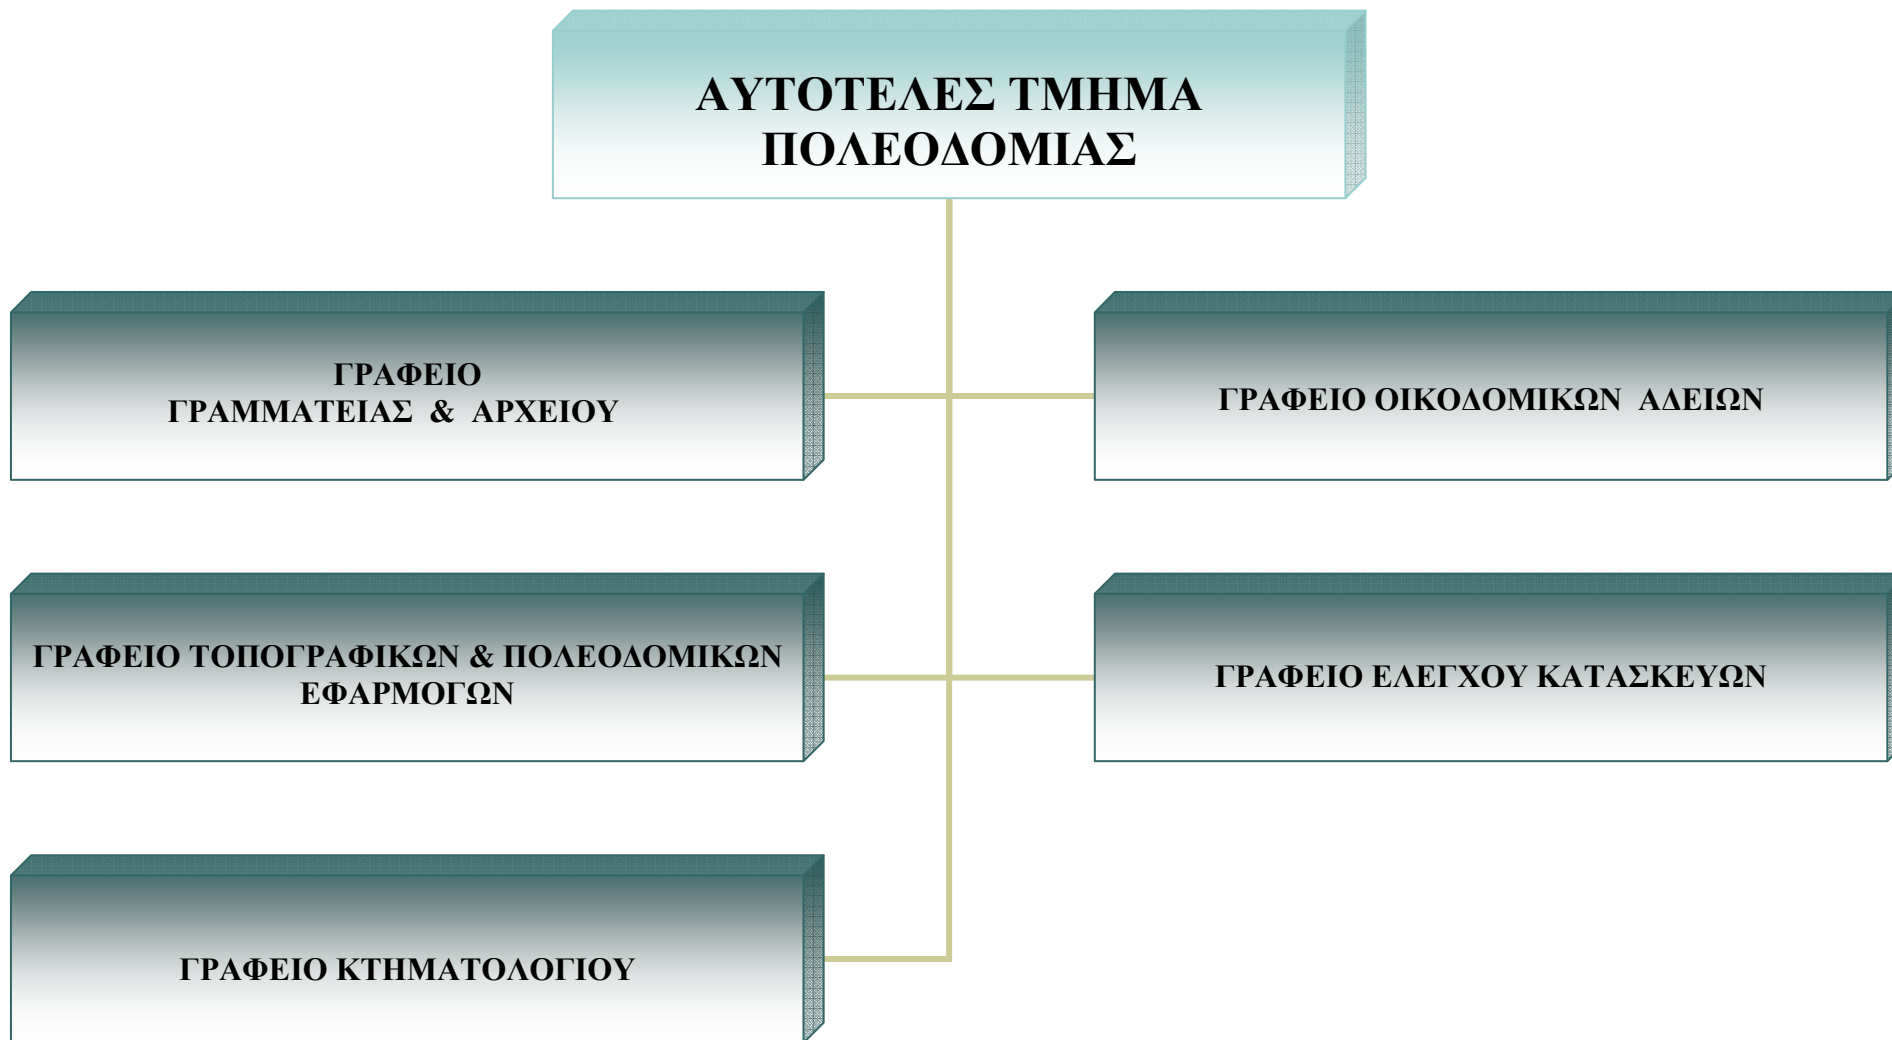 ΑΥΤΟΤΕΛΕΣ ΤΜΗΜΑ
ΠΟΛΕΟΔΟΜΙΑΣ
ΓΡΑΦΕΙΟ
ΓΡΑΜΜΑΤΕΙΑΣ & ΑΡΧΕΙΟΥ
ΓΡΑΦΕΙΟ ΟΙΚΟΔΟΜΙΚΩΝ ΑΔΕΙΩΝ
ΓΡΑΦΕΙΟ ΤΟΠΟΓΡΑΦΙΚΩΝ & ΠΟΛΕΟΔΟΜΙΚΩΝ
ΕΦΑΡΜΟΓΩΝ
ΓΡΑΦΕΙΟ ΕΛΕΓΧΟΥ ΚΑΤΑΣΚΕΥΩΝ
ΓΡΑΦΕΙΟ ΚΤΗΜΑΤΟΛΟΓΙΟΥ